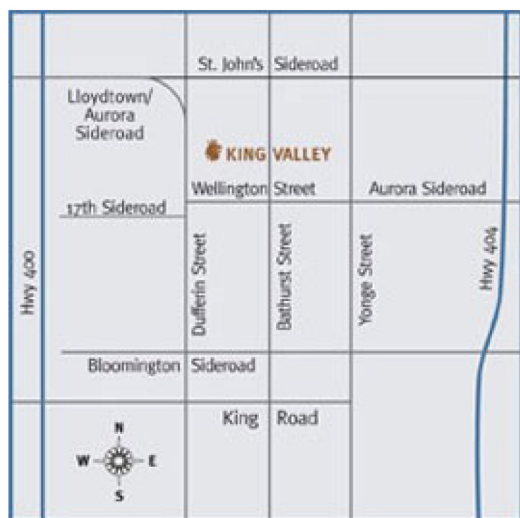 St. John's Sideroad
Lloydtown/
Aurora
Sideroad
KING VALLEY
Wellington Street
Aurora Sideroad
17th Sideroad
Hwy 400
Dufferin Street
Bathurst Street
Yonge Street
Hwy 404
Bloomington Sideroad
King Road
N
W E
S